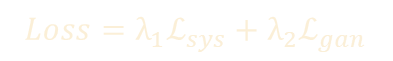 Loss = λ₁ℒ_sys + λ₂ℒ_gan